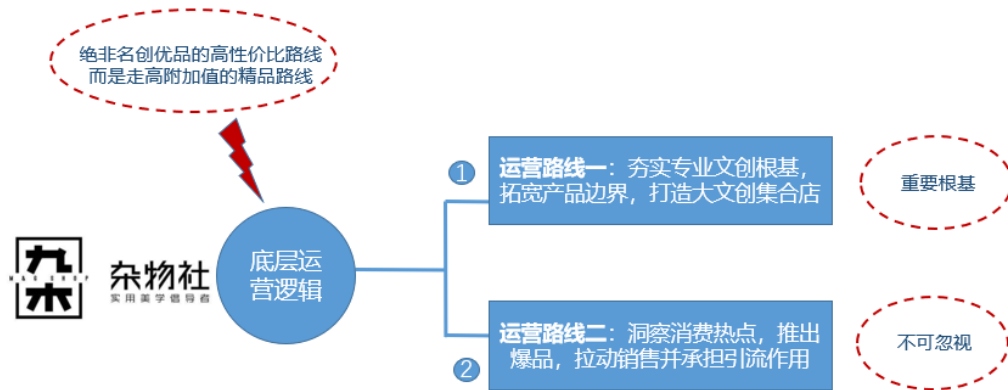 绝非名创优品的高性价比路线
而是走高附加值的精品路线
1
运营路线一：夯实专业文创根基，
拓宽产品边界，打造大文创集合店
重要根基
九木
M&G SHOP
杂物社
实用美学倡导者
底层运
营逻辑
运营路线二：洞察消费热点，推出
爆品，拉动销售并承担引流作用
2
不可忽视